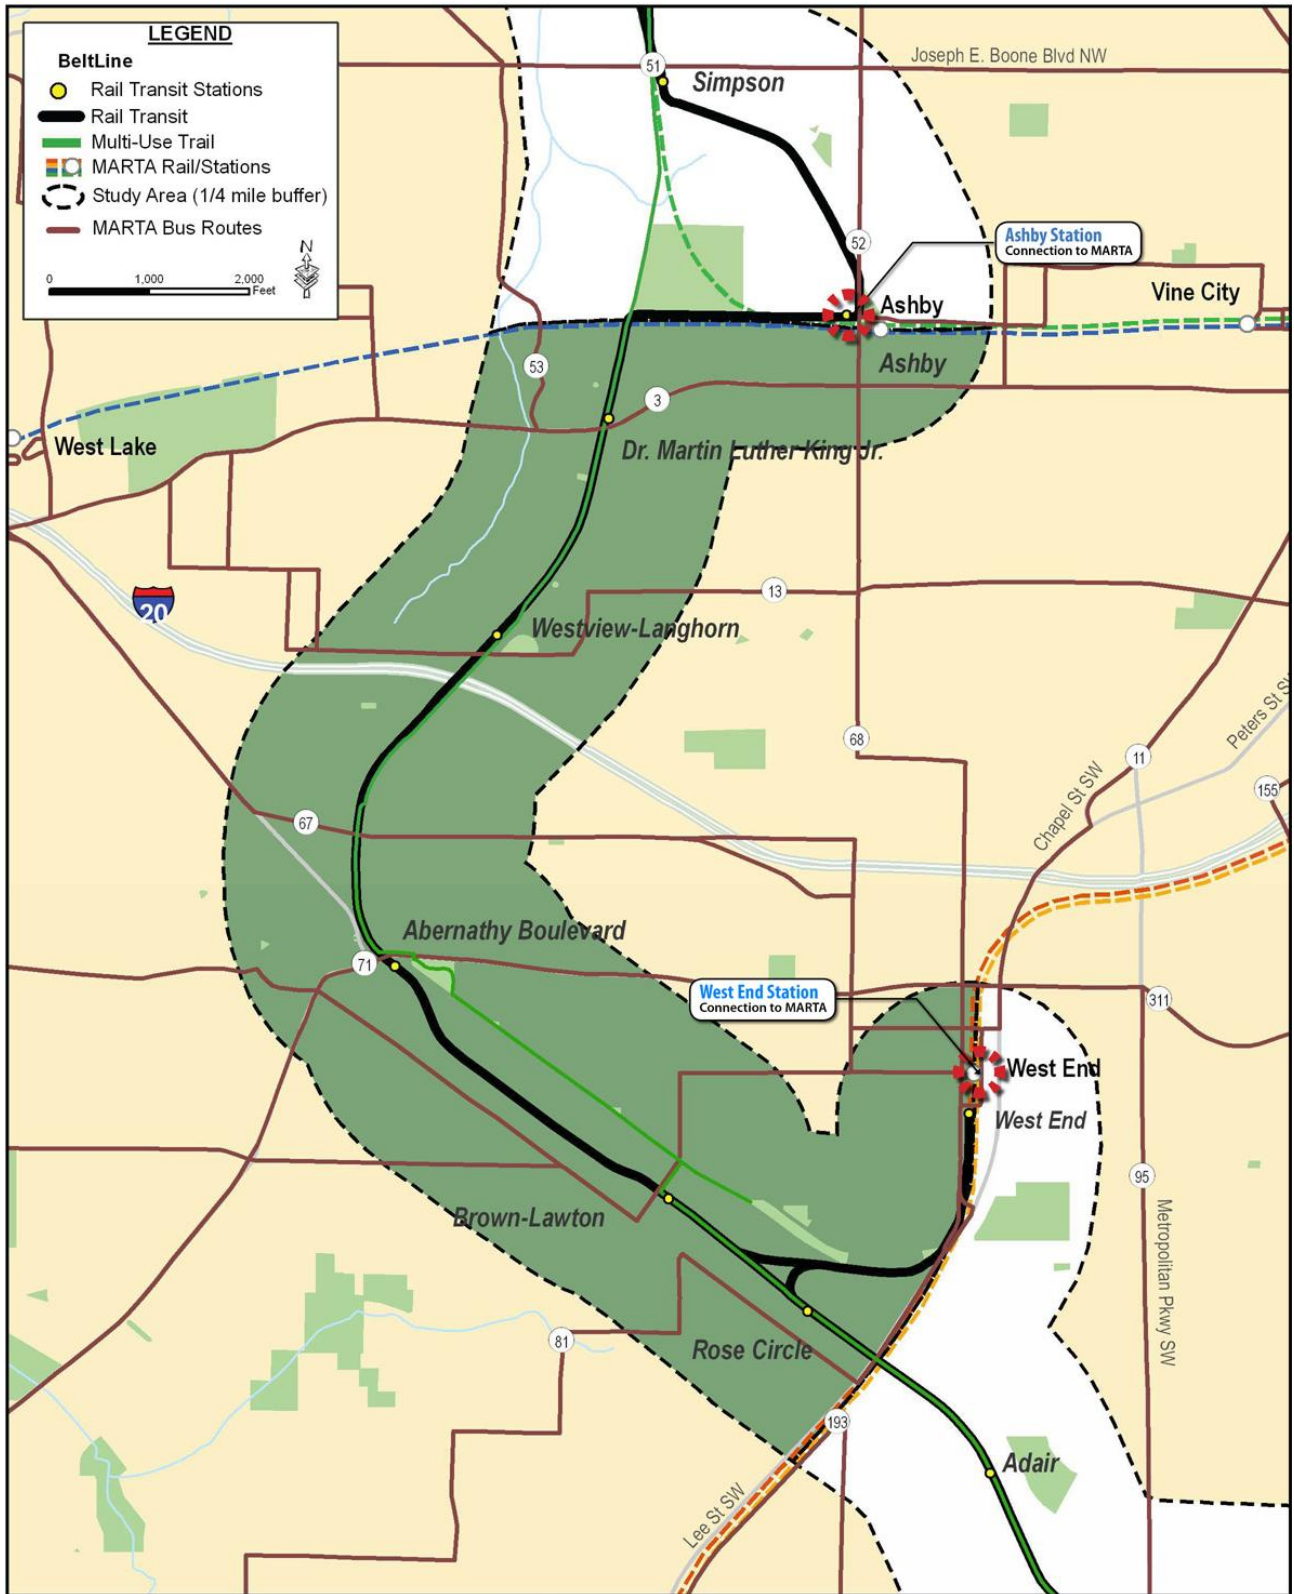 LEGEND
BeltLine
Rail Transit Stations
Rail Transit
Multi-Use Trail
MARTA Rail/Stations
Study Area (1/4 mile buffer)
MARTA Bus Routes
N
0 1,000 2,000
Feet
51
Simpson
Joseph E. Boone Blvd NW
52
Ashby Station
Connection to MARTA
Ashby
Vine City
53
Ashby
3
West Lake
Dr. Martin Luther King Jr.
20
13
Westview-Langhorn
68
11
Peters St SW
Chapel St SW
155
67
Abernathy Boulevard
71
West End Station
Connection to MARTA
311
West End
West End
95
Brown-Lawton
Metropolitan Pkwy SW
81
Rose Circle
193
Adair
Lee St SW